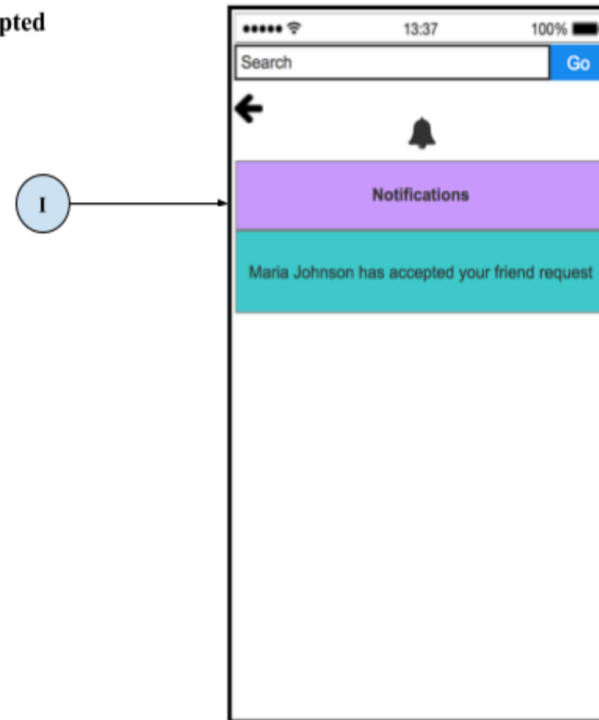 pted
13:37
100%
Search
Go
I
Notifications
Maria Johnson has accepted your friend request